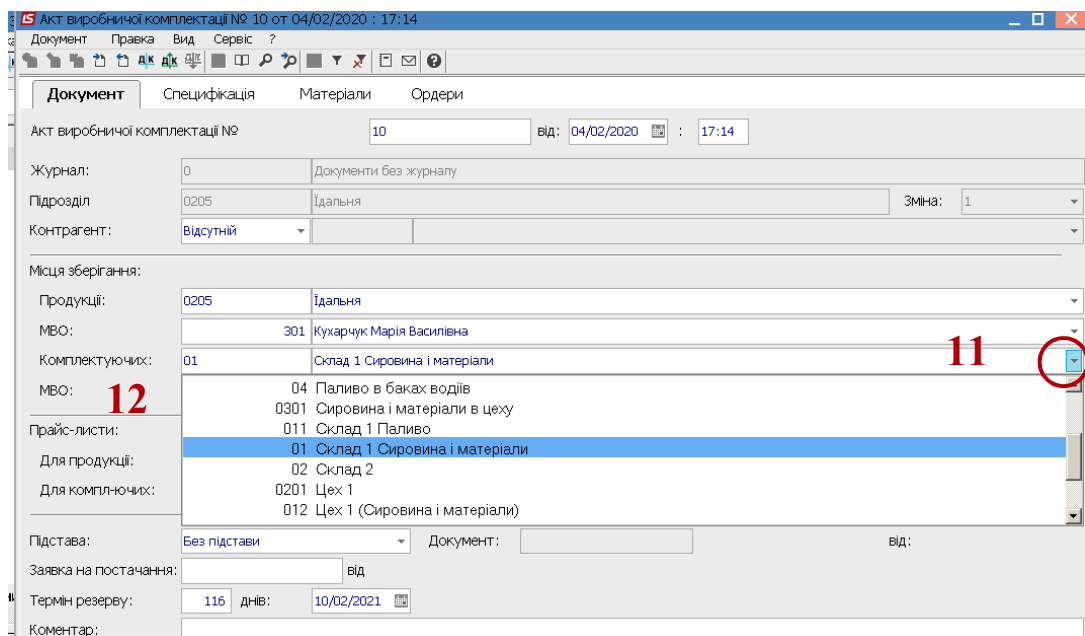 IS Акт виробничої комплектації № 10 от 04/02/2020 : 17:14
Документ Правка Вид Сервіс ?
Документ Специфікація Матеріали Ордери
Акт виробничої комплектації № 10 від: 04/02/2020 : 17:14
Журнал: 0 Документи без журналу
Підрозділ 0205 Їдальня Зміна: 1
Контрагент: Відсутній
Місця зберігання:
Продукції: 0205 Їдальня
МВО: 301 Кухарчук Марія Василівна
Комплектуючих: 01 Склад 1 Сировина і матеріали 11
МВО: 12
04 Паливо в баках водіїв
0301 Сировина і матеріали в цеху
011 Склад 1 Паливо
01 Склад 1 Сировина і матеріали
02 Склад 2
0201 Цех 1
012 Цех 1 (Сировина і матеріали)
Прайс-листи:
Для продукції:
Для компл-ючих:
Підстава: Без підстави Документ: від:
Заявка на постачання: від
Термін резерву: 116 днів: 10/02/2021
Коментар: